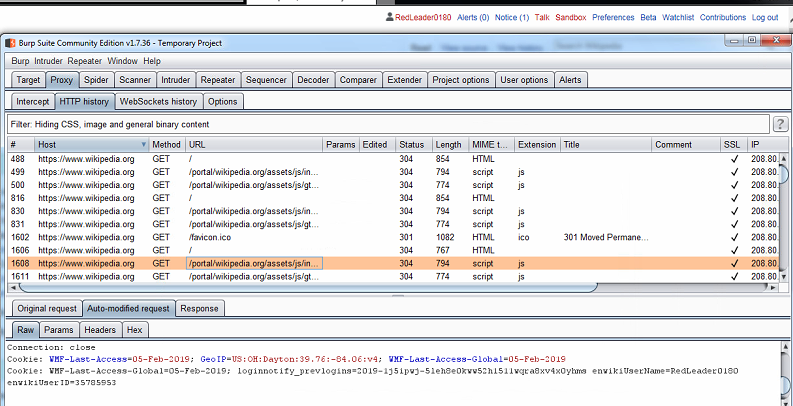 RedLeader0180 Alerts (0) Notice (1) Talk Sandbox Preferences Beta Watchlist Contributions Log out
Burp Suite Community Edition v1.7.36 - Temporary Project
Burp Intruder Repeater Window Help
Target Proxy Spider Scanner Intruder Repeater Sequencer Decoder Comparer Extender Project options User options Alerts
Intercept HTTP history WebSockets history Options
Filter: Hiding CSS, image and general binary content ?
# Host Method URL Params Edited Status Length MIME t... Extension Title Comment SSL IP
488 https://www.wikipedia.org GET / 304 854 HTML ✓ 208.80.
499 https://www.wikipedia.org GET /portal/wikipedia.org/assets/js/in... 304 794 script js ✓ 208.80.
500 https://www.wikipedia.org GET /portal/wikipedia.org/assets/js/gt... 304 774 script js ✓ 208.80.
816 https://www.wikipedia.org GET / 304 854 HTML ✓ 208.80.
830 https://www.wikipedia.org GET /portal/wikipedia.org/assets/js/in... 304 794 script js ✓ 208.80.
831 https://www.wikipedia.org GET /portal/wikipedia.org/assets/js/gt... 304 774 script js ✓ 208.80.
1602 https://www.wikipedia.org GET /favicon.ico 301 1082 HTML ico 301 Moved Permane... ✓ 208.80.
1606 https://www.wikipedia.org GET / 304 767 HTML ✓ 208.80.
1608 https://www.wikipedia.org GET /portal/wikipedia.org/assets/js/in... 304 794 script js ✓ 208.80.
1611 https://www.wikipedia.org GET /portal/wikipedia.org/assets/js/gt... 304 774 script js ✓ 208.80.
Original request Auto-modified request Response
Raw Params Headers Hex
Connection: close
Cookie: WMF-Last-Access=05-Feb-2019; GeoIP=US:OH:Dayton:39.76:-84.06:v4; WMF-Last-Access-Global=05-Feb-2019
Cookie: WMF-Last-Access-Global=05-Feb-2019; enwikiUserName=RedLeader0180
enwikiUserID=35785953